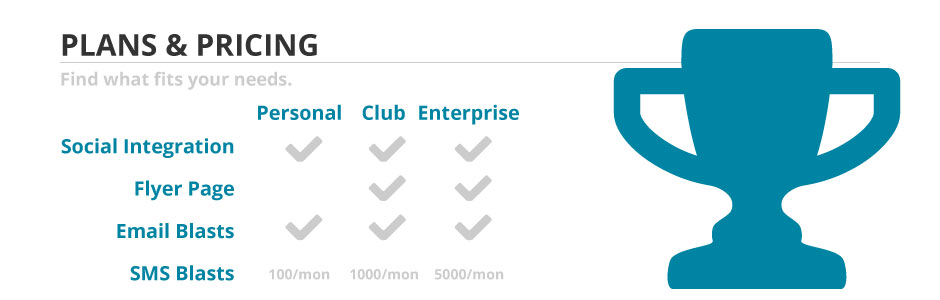 PLANS & PRICING
Find what fits your needs.
Personal Club Enterprise
Social Integration
Flyer Page
Email Blasts
SMS Blasts 100/mon 1000/mon 5000/mon